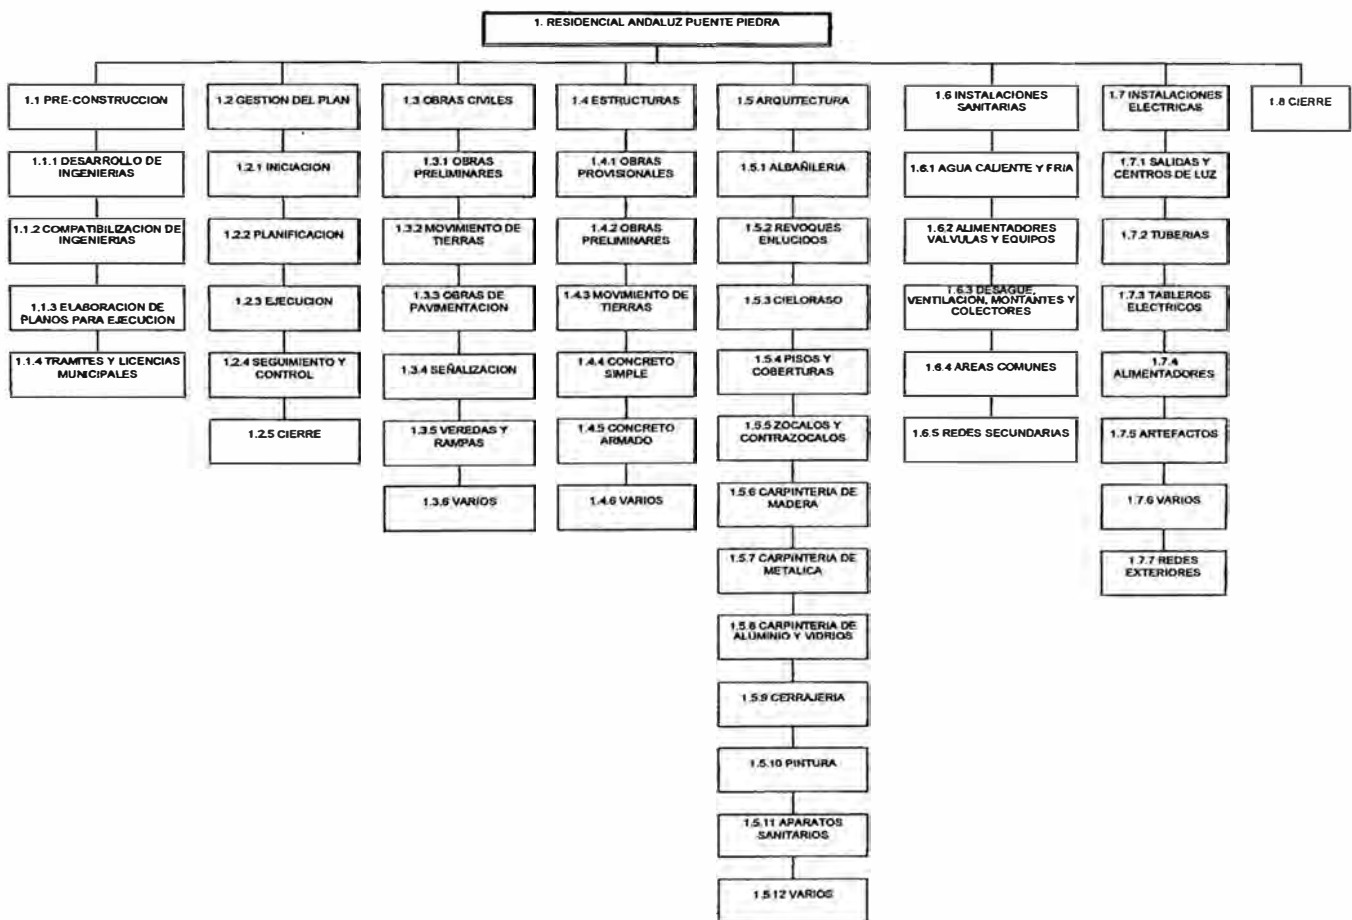 1. RESIDENCIAL ANDALUZ PUENTE PIEDRA
1.1 PRE-CONSTRUCCION
1.1.1 DESARROLLO DE
INGENIERIAS
1.1.2 COMPATIBILIZACION DE
INGENIERIAS
1.1.3 ELABORACION DE
PLANOS PARA EJECUCION
1.1.4 TRAMITES Y LICENCIAS
MUNICIPALES
1.2 GESTION DEL PLAN
1.2.1 INICIACION
1.2.2 PLANIFICACION
1.2.3 EJECUCION
1.2.4 SEGUIMIENTO Y
CONTROL
1.2.5 CIERRE
1.3 OBRAS CIVILES
1.3.1 OBRAS
PRELIMINARES
1.3.2 MOVIMIENTO DE
TIERRAS
1.3.3 OBRAS DE
PAVIMENTACION
1.3.4 SEÑALIZACION
1.3.5 VEREDAS Y
RAMPAS
1.3.6 VARIOS
1.4 ESTRUCTURAS
1.4.1 OBRAS
PROVISIONALES
1.4.2 OBRAS
PRELIMINARES
1.4.3 MOVIMIENTO DE
TIERRAS
1.4.4 CONCRETO
SIMPLE
1.4.5 CONCRETO
ARMADO
1.4.6 VARIOS
1.5 ARQUITECTURA
1.5.1 ALBAÑILERIA
1.5.2 REVOQUES
ENLUCIDOS
1.5.3 CIELORASO
1.5.4 PISOS Y
COBERTURAS
1.5.5 ZOCALOS Y
CONTRAZOCALOS
1.5.6 CARPINTERIA DE
MADERA
1.5.7 CARPINTERIA DE
METALICA
1.5.8 CARPINTERIA DE
ALUMINIO Y VIDRIOS
1.5.9 CERRAJERIA
1.5.10 PINTURA
1.5.11 APARATOS
SANITARIOS
1.5.12 VARIOS
1.6 INSTALACIONES
SANITARIAS
1.6.1 AGUA CALIENTE Y FRIA
1.6.2 ALIMENTADORES
VALVULAS Y EQUIPOS
1.6.3 DESAGUE,
VENTILACION, MONTANTES Y
COLECTORES
1.6.4 AREAS COMUNES
1.6.5 REDES SECUNDARIAS
1.7 INSTALACIONES
ELECTRICAS
1.7.1 SALIDAS Y
CENTROS DE LUZ
1.7.2 TUBERIAS
1.7.3 TABLEROS
ELECTRICOS
1.7.4
ALIMENTADORES
1.7.5 ARTEFACTOS
1.7.6 VARIOS
1.7.7 REDES
EXTERIORES
1.8 CIERRE